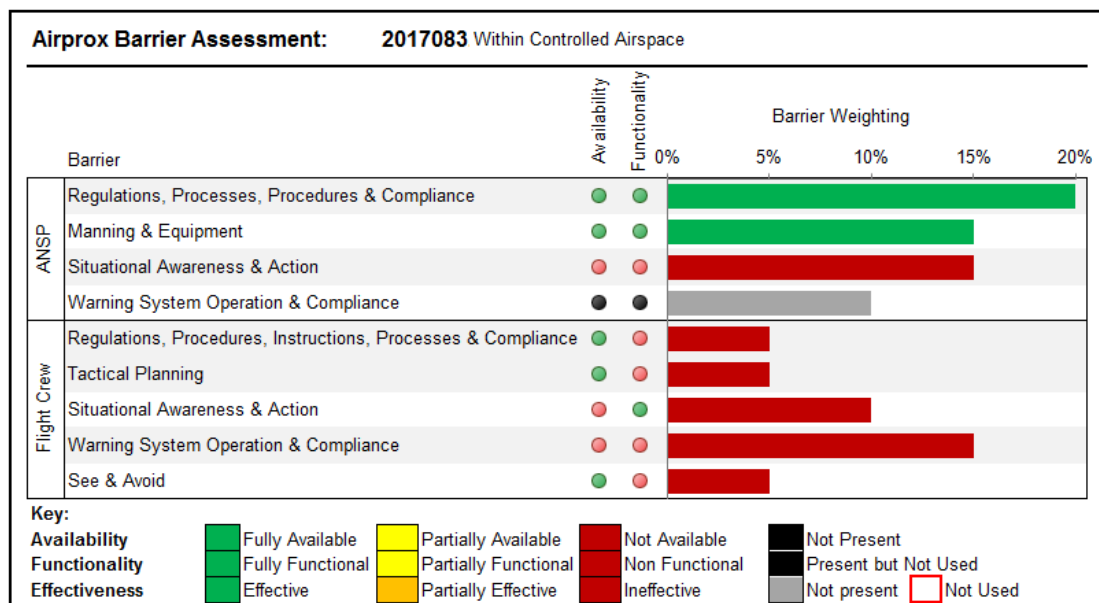 Airprox Barrier Assessment: 2017083 Within Controlled Airspace
Availability
Functionality
Barrier Weighting
Barrier
0% 5% 10% 15% 20%
ANSP
Regulations, Processes, Procedures & Compliance
Manning & Equipment
Situational Awareness & Action
Warning System Operation & Compliance
Flight Crew
Regulations, Procedures, Instructions, Processes & Compliance
Tactical Planning
Situational Awareness & Action
Warning System Operation & Compliance
See & Avoid
Key:
Availability Fully Available Partially Available Not Available Not Present
Functionality Fully Functional Partially Functional Non Functional Present but Not Used
Effectiveness Effective Partially Effective Ineffective Not present Not Used